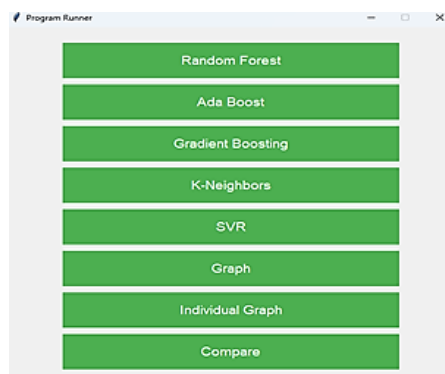 Program Runner
Random Forest
Ada Boost
Gradient Boosting
K-Neighbors
SVR
Graph
Individual Graph
Compare